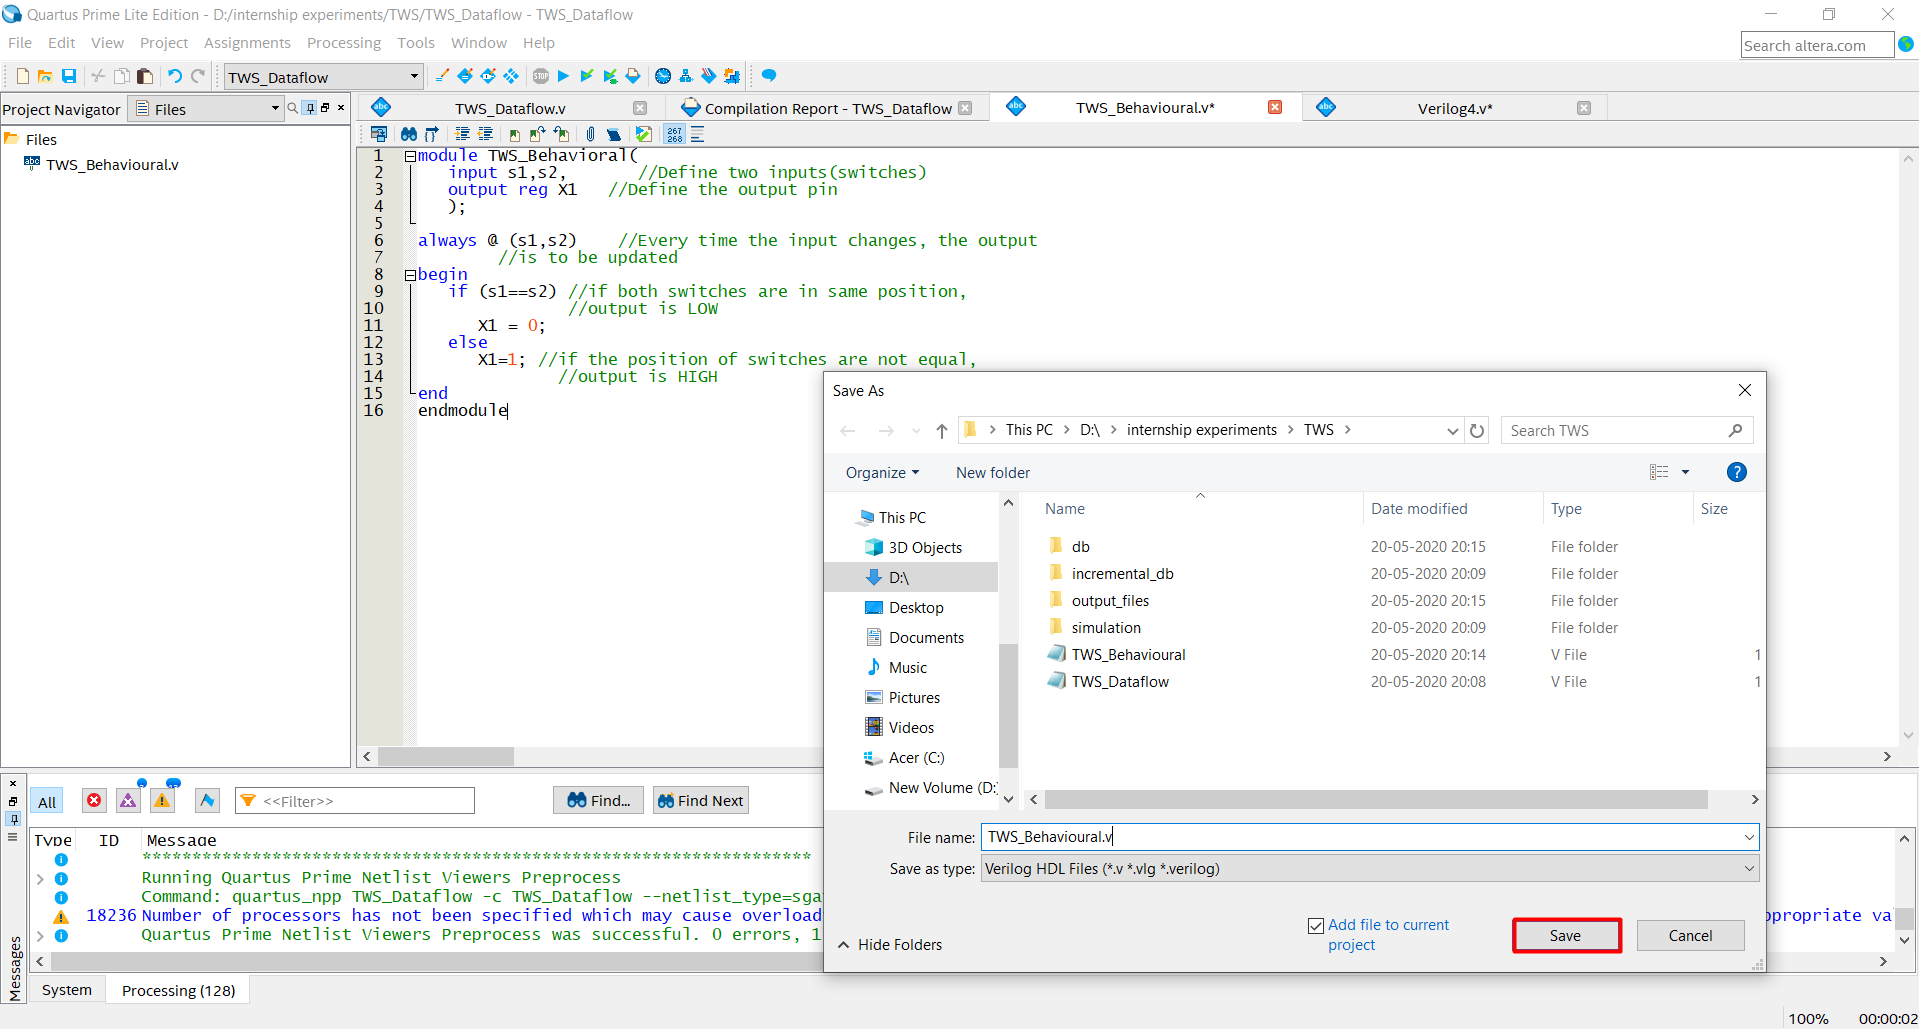 Quartus Prime Lite Edition - D:/internship experiments/TWS/TWS_Dataflow - TWS_Dataflow
File Edit View Project Assignments Processing Tools Window Help
Search altera.com
TWS_Dataflow
STOP
Project Navigator Files
abc TWS_Dataflow.v
Compilation Report - TWS_Dataflow
abc TWS_Behavioural.v*
abc Verilog4.v*
267
268
Files
abc TWS_Behavioural.v
1 module TWS_Behavioral(
2 input s1,s2, //Define two inputs(switches)
3 output reg X1 //Define the output pin
4 );
5
6 always @ (s1,s2) //Every time the input changes, the output
7 //is to be updated
8 begin
9 if (s1==s2) //if both switches are in same position,
10 //output is LOW
11 X1 = 0;
12 else
13 X1=1; //if the position of switches are not equal,
14 //output is HIGH
15 end
16 endmodule
Save As
This PC > D:\ > internship experiments > TWS >
Search TWS
Organize New folder
?
This PC
3D Objects
D:\
Desktop
Documents
Music
Pictures
Videos
Acer (C:)
New Volume (D:)
Name Date modified Type Size
db 20-05-2020 20:15 File folder
incremental_db 20-05-2020 20:09 File folder
output_files 20-05-2020 20:15 File folder
simulation 20-05-2020 20:09 File folder
TWS_Behavioural 20-05-2020 20:14 V File 1
TWS_Dataflow 20-05-2020 20:08 V File 1
File name: TWS_Behavioural.v
Save as type: Verilog HDL Files (*.v *.vlg *.verilog)
Hide Folders
Add file to current
project
Save
Cancel
All
<<Filter>>
Find... Find Next
Type ID Message
*******************************************************************
Running Quartus Prime Netlist Viewers Preprocess
Command: quartus_npp TWS_Dataflow -c TWS_Dataflow --netlist_type=sga
18236 Number of processors has not been specified which may cause overload
ppropriate va
Quartus Prime Netlist Viewers Preprocess was successful. 0 errors, 1
Messages
System Processing (128)
100% 00:00:02